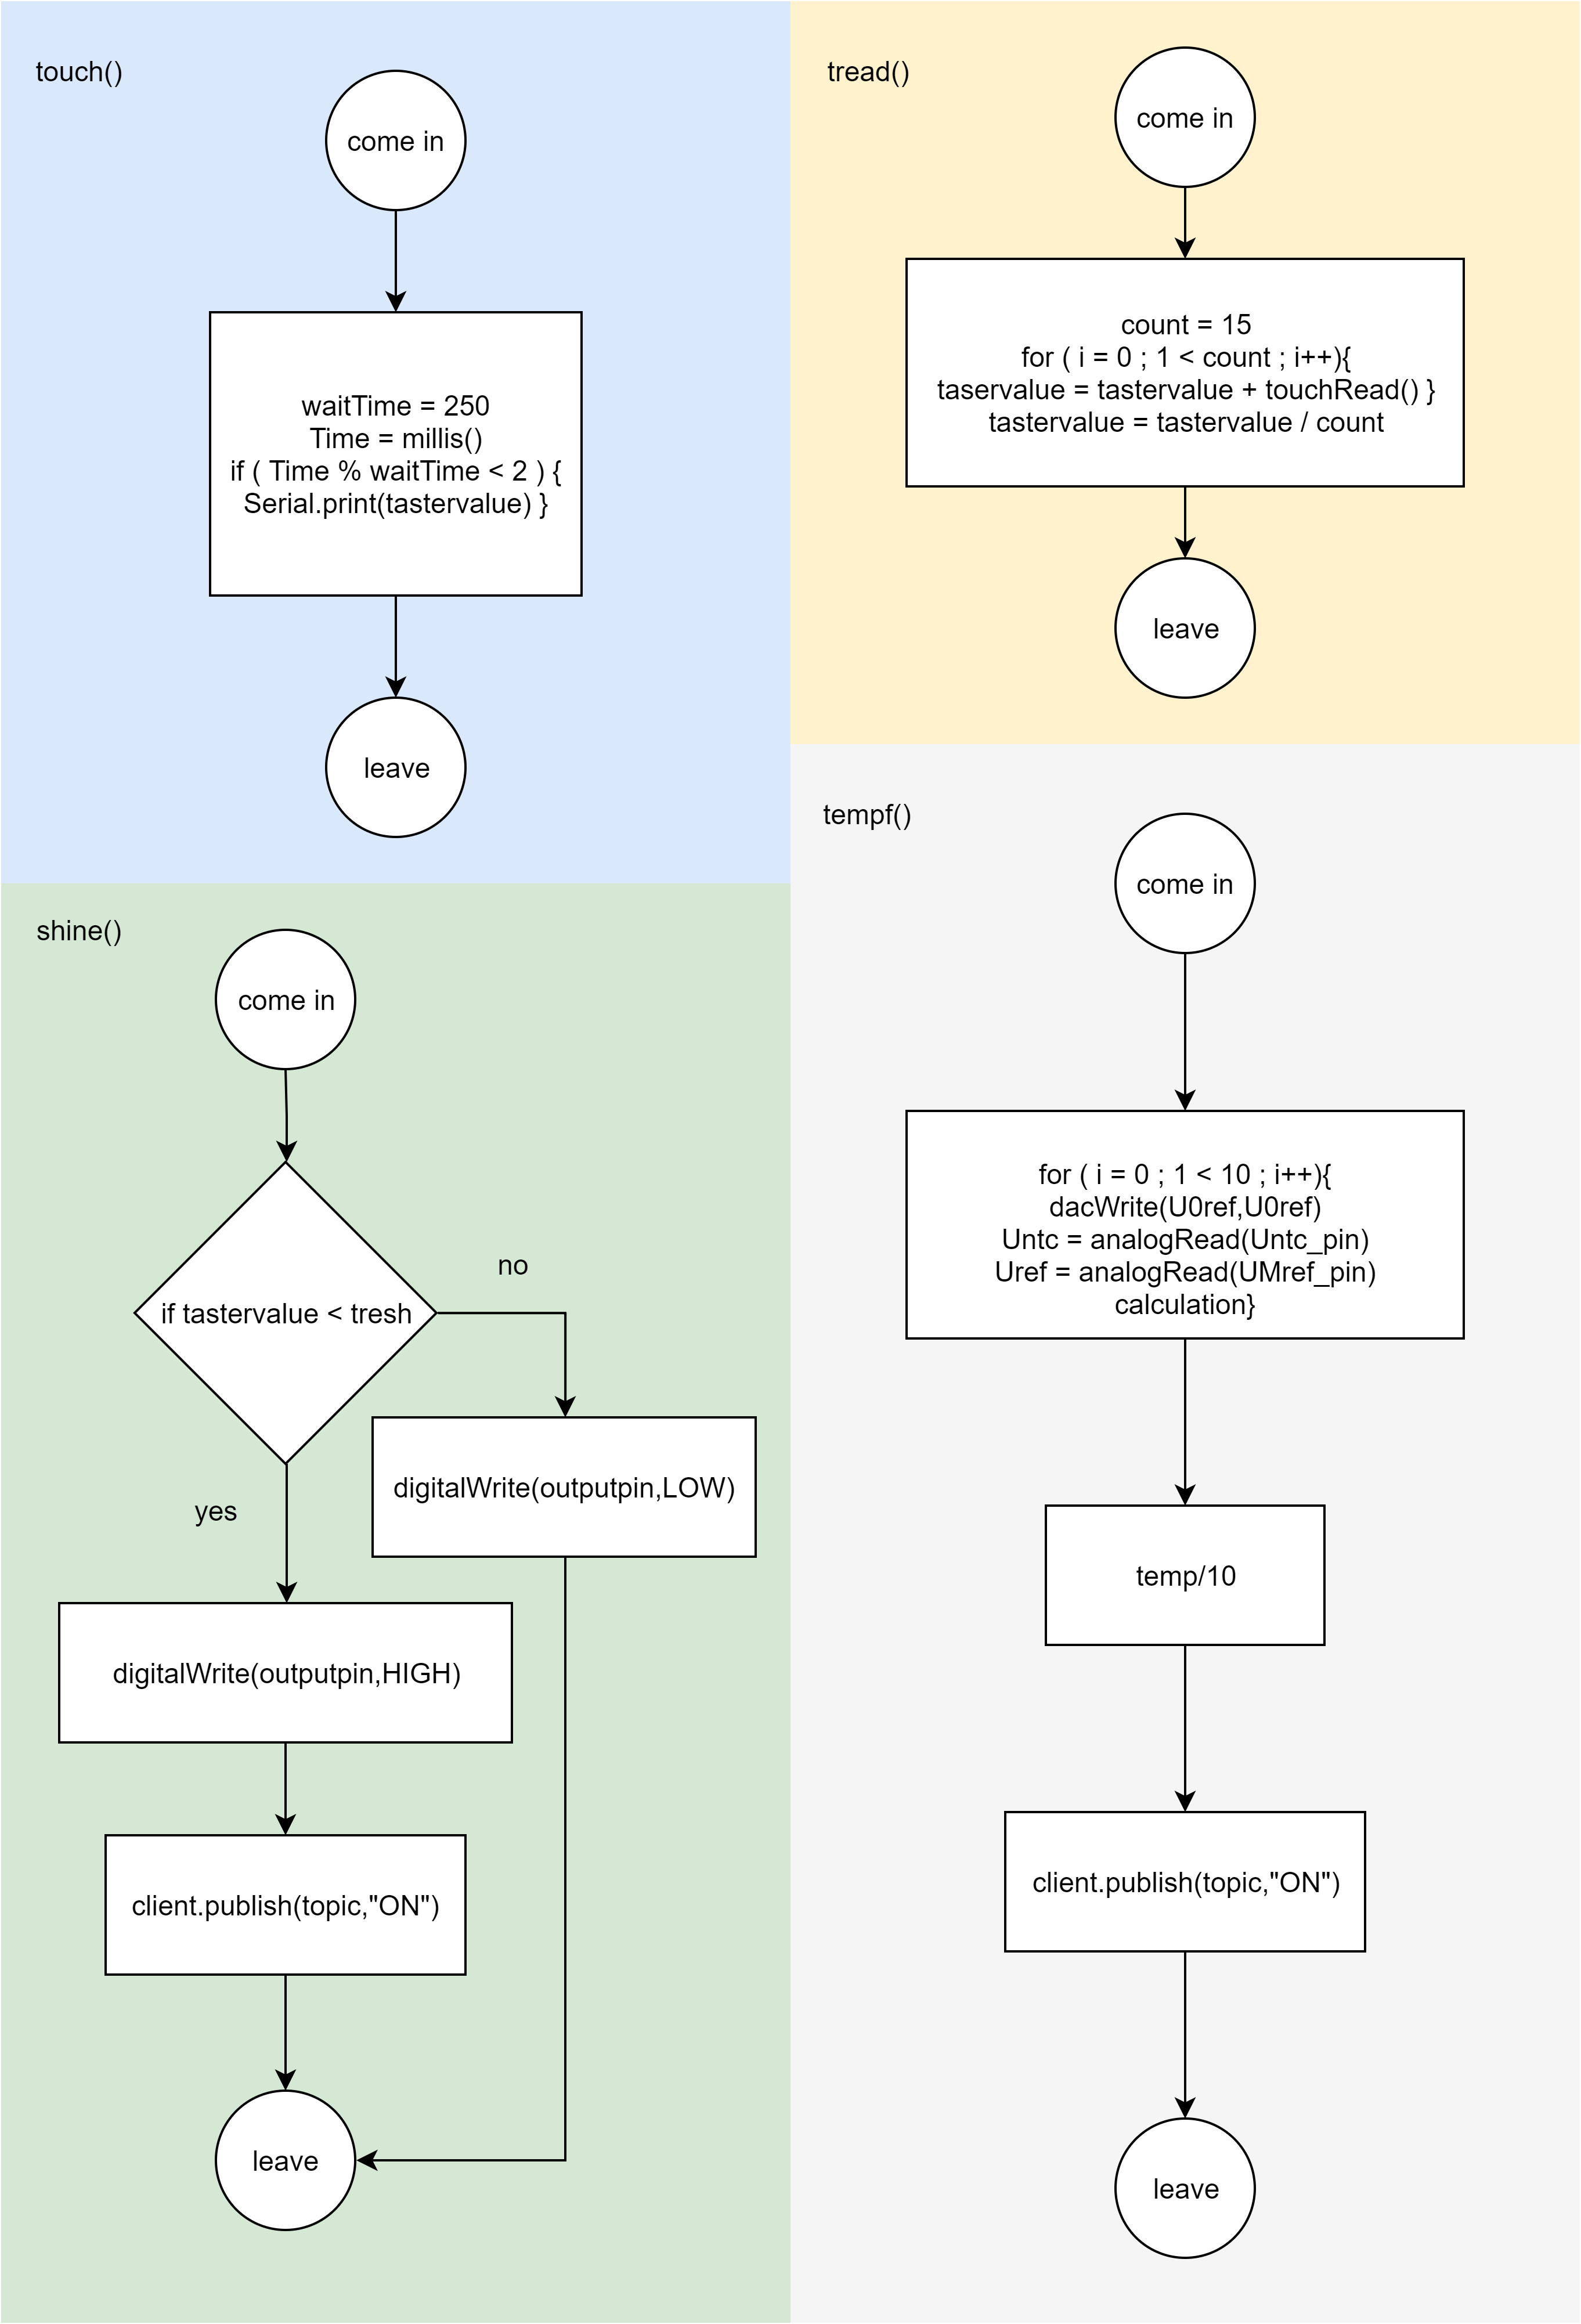 touch()
come in
waitTime = 250
Time = millis()
if ( Time % waitTime < 2 ) {
Serial.print(tastervalue) }
leave
tread()
come in
count = 15
for ( i = 0 ; 1 < count ; i++){
taservalue = tastervalue + touchRead() }
tastervalue = tastervalue / count
leave
shine()
come in
if tastervalue < tresh
no
digitalWrite(outputpin,LOW)
yes
digitalWrite(outputpin,HIGH)
client.publish(topic,"ON")
leave
tempf()
come in
for ( i = 0 ; 1 < 10 ; i++){
dacWrite(U0ref,U0ref)
Untc = analogRead(Untc_pin)
Uref = analogRead(UMref_pin)
calculation}
temp/10
client.publish(topic,"ON")
leave